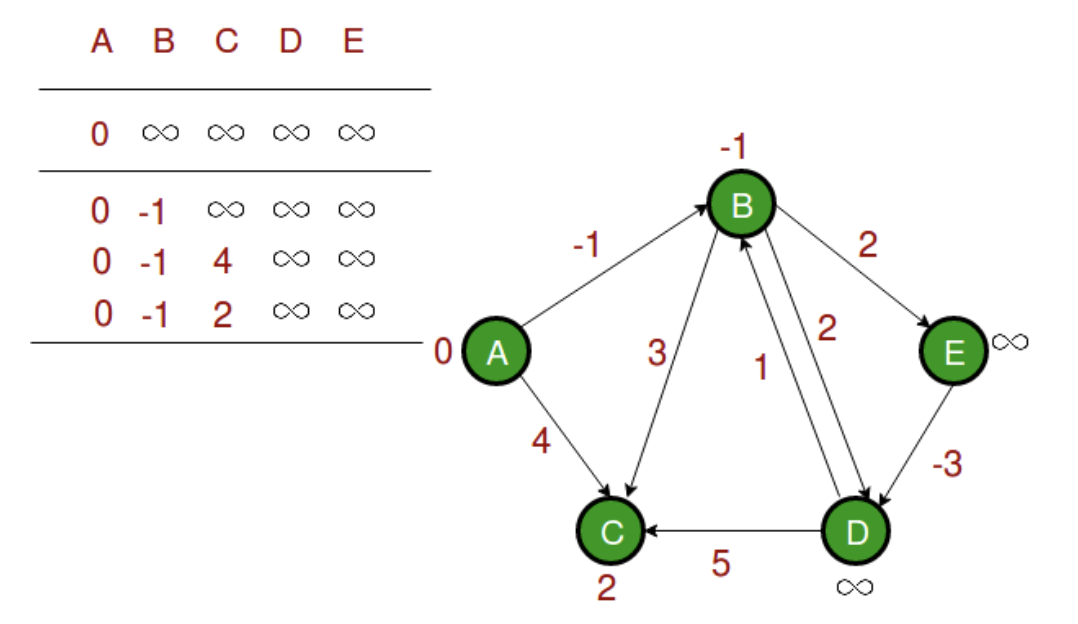 A B C D E
0 ∞ ∞ ∞ ∞
0 -1 ∞ ∞ ∞
0 -1 4 ∞ ∞
0 -1 2 ∞ ∞
-1
B
-1
2
2
3
1
0
A
E
∞
4
-3
C
D
5
2
∞